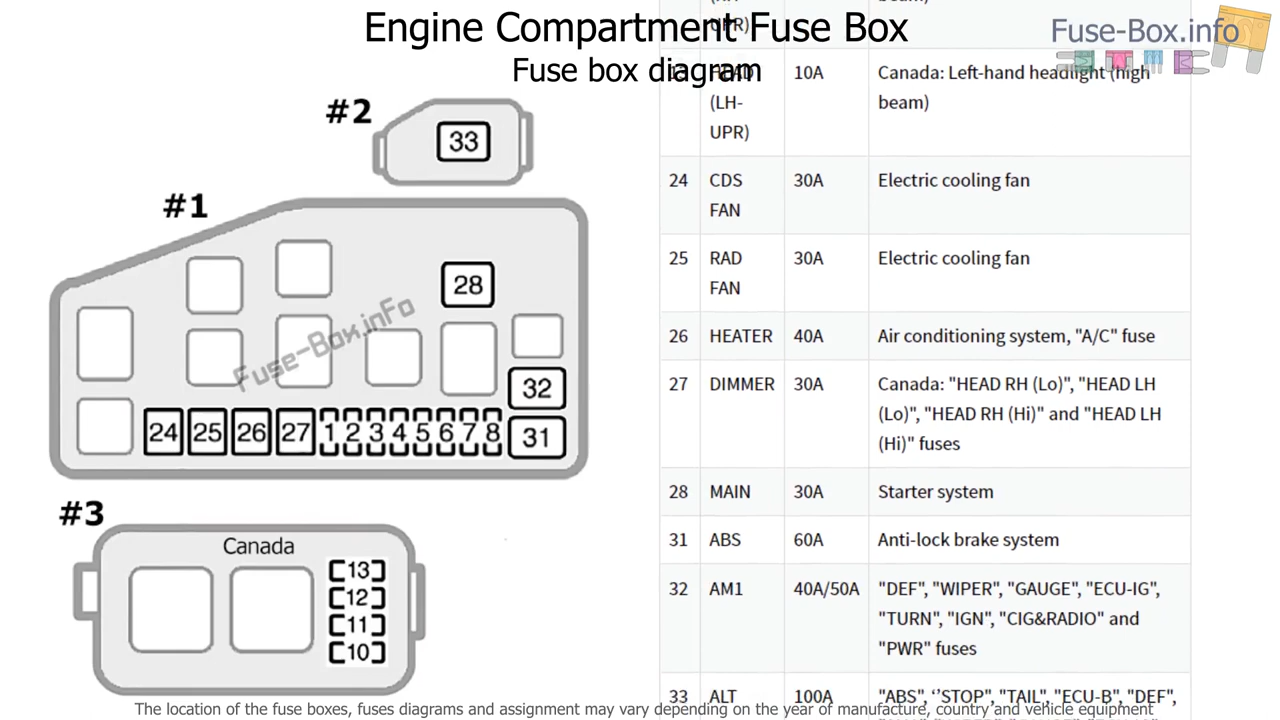 Engine Compartment Fuse Box
Fuse box diagram
Fuse-Box.info
#2
33
#1
28
32
24 25 26 27 1 2 3 4 5 6 7 8 31
Fuse-Box.inFo
#3
Canada
13
12
11
10
beam)
UPR)
13 HEAD 10A Canada: Left-hand headlight (high
(LH- beam)
UPR)
24 CDS 30A Electric cooling fan
FAN
25 RAD 30A Electric cooling fan
FAN
26 HEATER 40A Air conditioning system, "A/C" fuse
27 DIMMER 30A Canada: "HEAD RH (Lo)", "HEAD LH
(Lo)", "HEAD RH (Hi)" and "HEAD LH
(Hi)" fuses
28 MAIN 30A Starter system
31 ABS 60A Anti-lock brake system
32 AM1 40A/50A "DEF", "WIPER", "GAUGE", "ECU-IG",
"TURN", "IGN", "CIG&RADIO" and
"PWR" fuses
33 ALT 100A "ABS", "STOP", "TAIL", "ECU-B", "DEF",
The location of the fuse boxes, fuses diagrams and assignment may vary depending on the year of manufacture, country and vehicle equipment